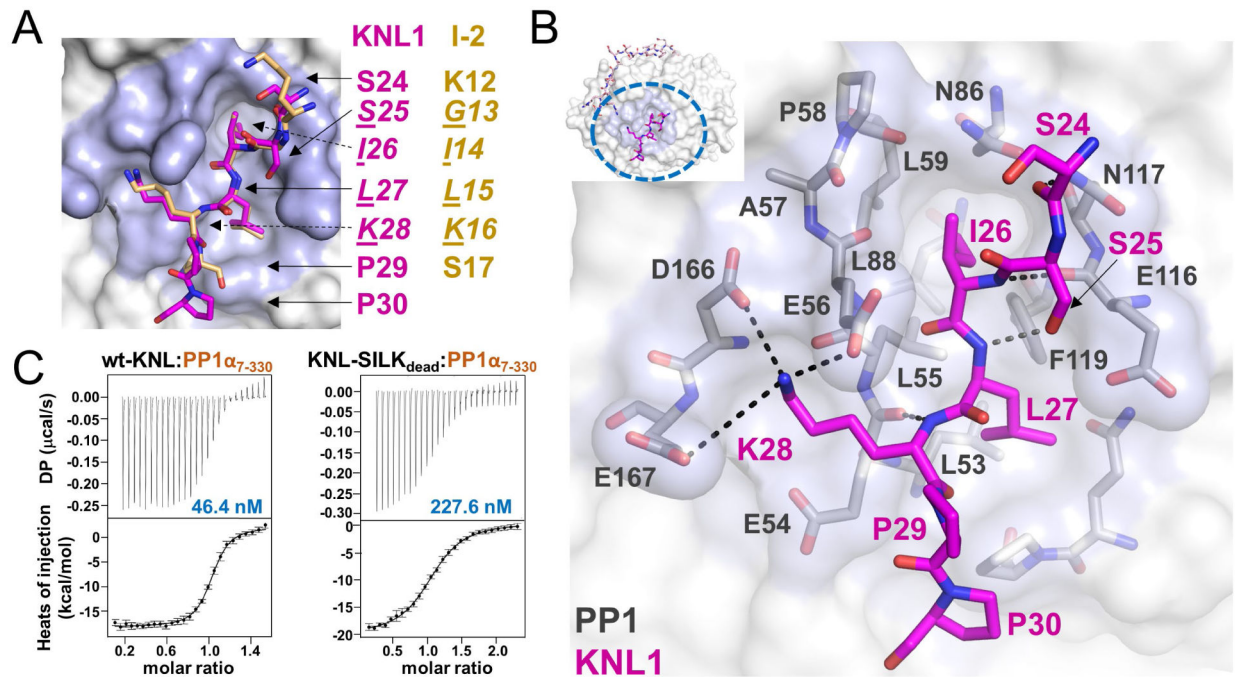 A
KNL1 I-2
S24 K12
S25 G13
I26 I14
L27 L15
K28 K16
P29 S17
P30
B
P58
N86
S24
L59
N117
A57
I26
S25
D166
L88
E116
E56
F119
L55
L27
K28
L53
E167
E54
P29
P30
PP1
KNL1
C
wt-KNL:PP1α7-330
DP (μcal/s)
0.00
-0.05
-0.10
-0.15
-0.20
-0.25
46.4 nM
Heats of injection
(kcal/mol)
0
-5
-10
-15
0.2 0.6 1.0 1.4
molar ratio
KNL-SILKdead:PP1α7-330
0.00
-0.05
-0.10
-0.15
-0.20
-0.25
-0.30
227.6 nM
0
-5
-10
-15
-20
0.5 1.0 1.5 2.0
molar ratio